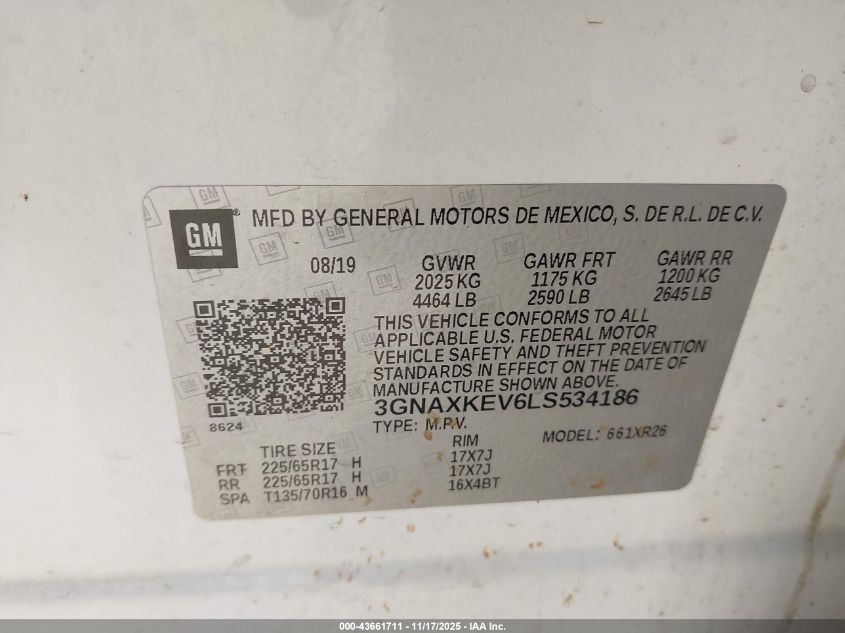 GM® MFD BY GENERAL MOTORS DE MEXICO, S. DE R.L. DE C.V.
08/19 GVWR GAWR FRT GAWR RR
2025 KG 1175 KG 1200 KG
4464 LB 2590 LB 2645 LB
THIS VEHICLE CONFORMS TO ALL
APPLICABLE U.S. FEDERAL MOTOR
VEHICLE SAFETY AND THEFT PREVENTION
STANDARDS IN EFFECT ON THE DATE OF
MANUFACTURE SHOWN ABOVE.
3GNAXKEV6LS534186
8624 TYPE: M.P.V. MODEL: 661XR26
TIRE SIZE RIM
FRT 225/65R17 H 17X7J
RR 225/65R17 H 17X7J
SPA T135/70R16 M 16X4BT
000-43661711 - 11/17/2025 - IAA Inc.